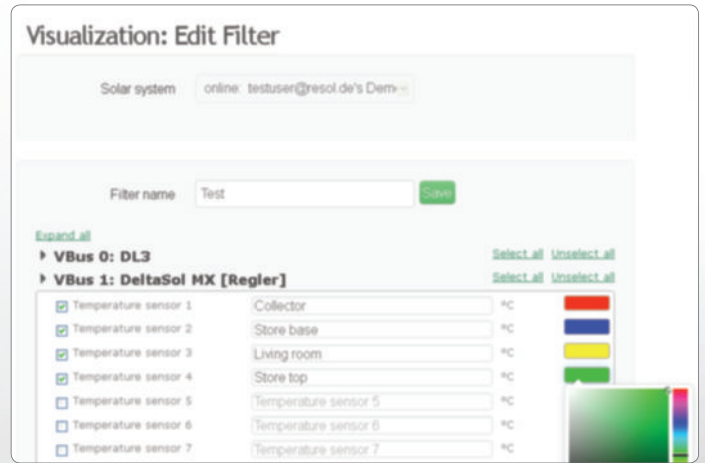 Visualization: Edit Filter
Solar system online: testuser@resol.de's Dem
Filter name Test Save
Expand all
VBus 0: DL3 Select all Unselect all
VBus 1: DeltaSol MX [Regler] Select all Unselect all
Temperature sensor 1 Collector °C
Temperature sensor 2 Store base °C
Temperature sensor 3 Living room °C
Temperature sensor 4 Store top °C
Temperature sensor 5 Temperature sensor 5 °C
Temperature sensor 6 Temperature sensor 6 °C
Temperature sensor 7 Temperature sensor 7 °C